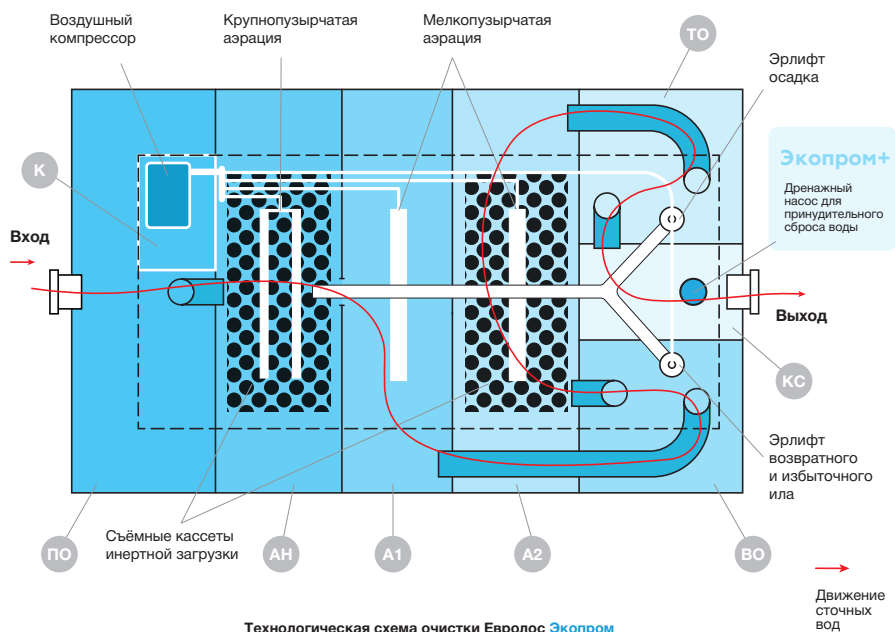 Воздушный
компрессор
Крупнопузырчатая
аэрация
Мелкопузырчатая
аэрация
ТО
Эрлифт
осадка
Экопром+
Дренажный
насос для
принудительного
сброса воды
К
Вход
Выход
КС
Эрлифт
возвратного
и избыточного
ила
Съёмные кассеты
инертной загрузки
ПО
АН
А1
А2
ВО
Движение
сточных
вод
Технологическая схема очистки Евролос Экопром